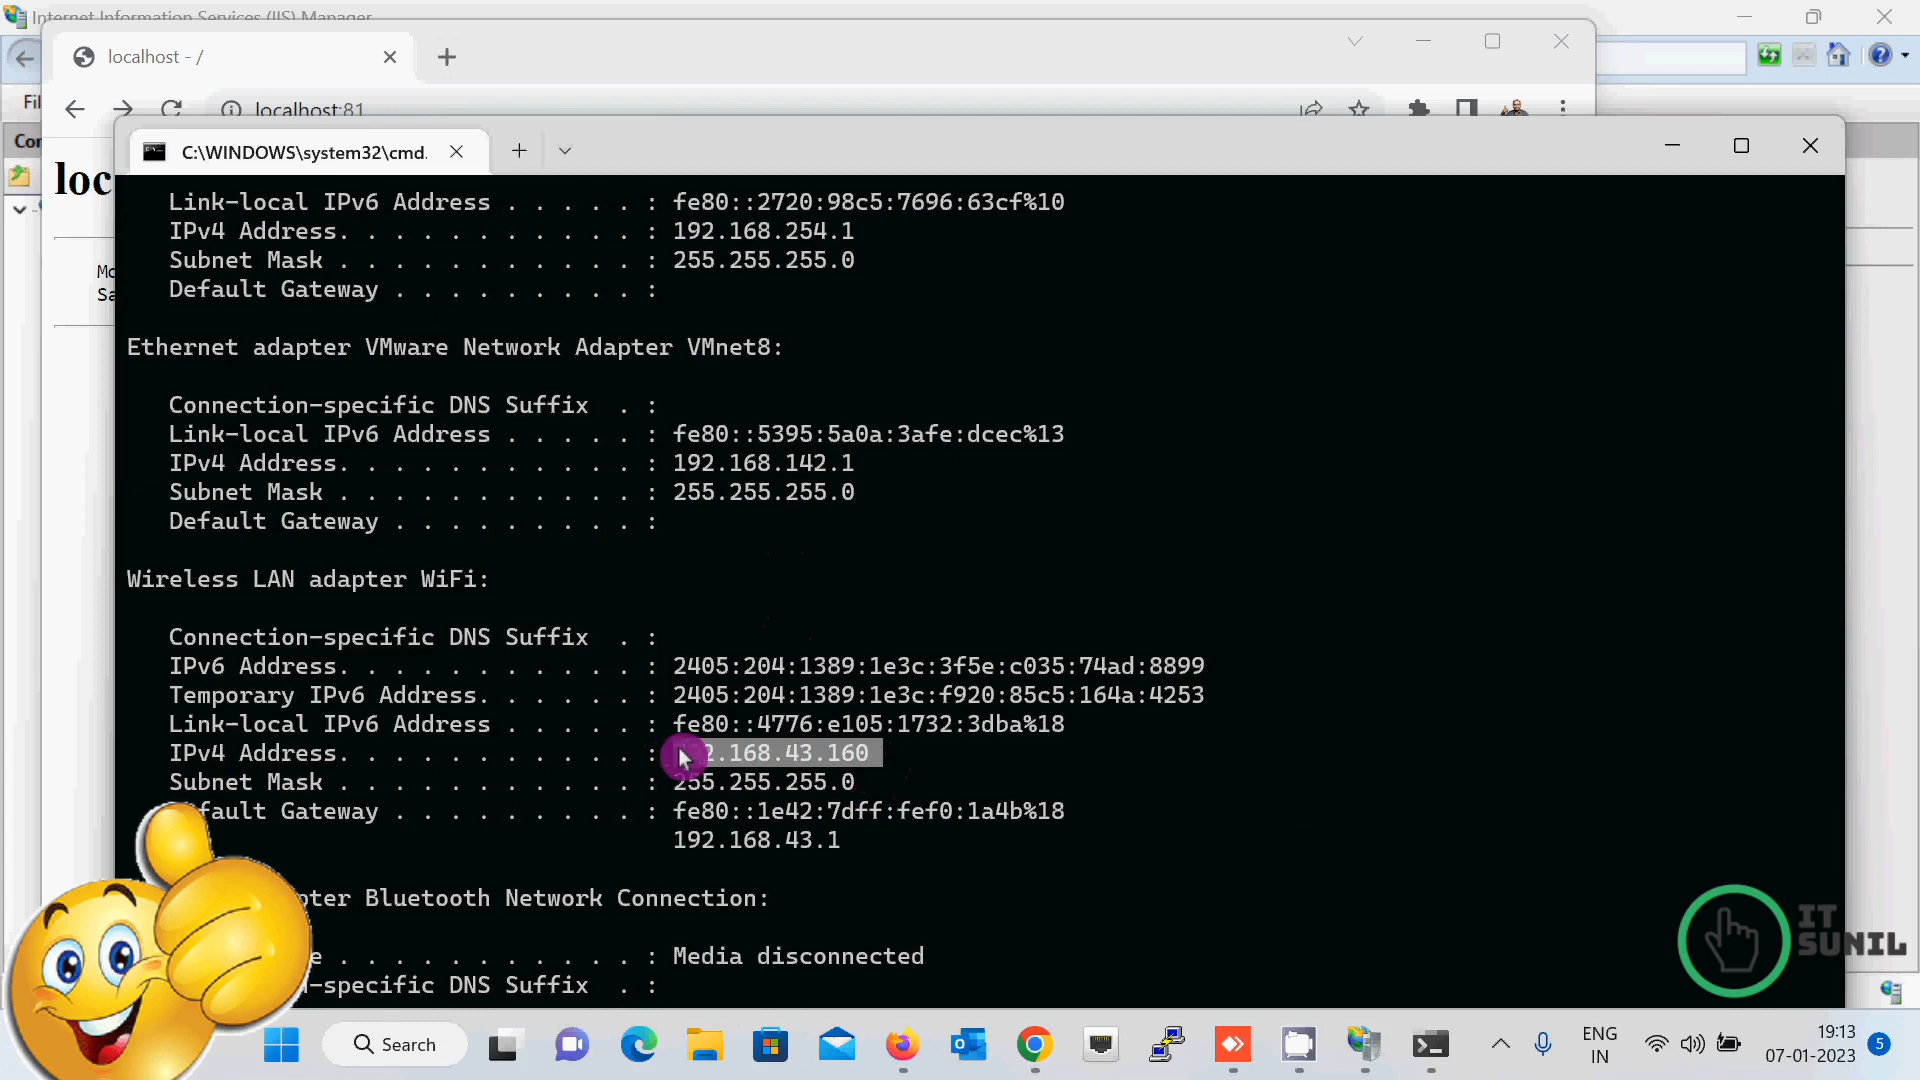 Internet Information Services (IIS) Manager
localhost - /
localhost:81
Fil
Cor
loc
C:\WINDOWS\system32\cmd.
Mo
Sa
Link-local IPv6 Address . . . . . : fe80::2720:98c5:7696:63cf%10
IPv4 Address. . . . . . . . . . . : 192.168.254.1
Subnet Mask . . . . . . . . . . . : 255.255.255.0
Default Gateway . . . . . . . . . :
Ethernet adapter VMware Network Adapter VMnet8:
Connection-specific DNS Suffix  . :
Link-local IPv6 Address . . . . . : fe80::5395:5a0a:3afe:dcec%13
IPv4 Address. . . . . . . . . . . : 192.168.142.1
Subnet Mask . . . . . . . . . . . : 255.255.255.0
Default Gateway . . . . . . . . . :
Wireless LAN adapter WiFi:
Connection-specific DNS Suffix  . :
IPv6 Address. . . . . . . . . . . : 2405:204:1389:1e3c:3f5e:c035:74ad:8899
Temporary IPv6 Address. . . . . . : 2405:204:1389:1e3c:f920:85c5:164a:4253
Link-local IPv6 Address . . . . . : fe80::4776:e105:1732:3dba%18
IPv4 Address. . . . . . . . . . . : 2.168.43.160
Subnet Mask . . . . . . . . . . . : 255.255.255.0
fault Gateway . . . . . . . . . : fe80::1e42:7dff:fef0:1a4b%18
192.168.43.1
pter Bluetooth Network Connection:
e . . . . . . . . . . . : Media disconnected
-specific DNS Suffix  . :
IT
SUNIL
Search
ENG
IN
19:13
07-01-2023
5